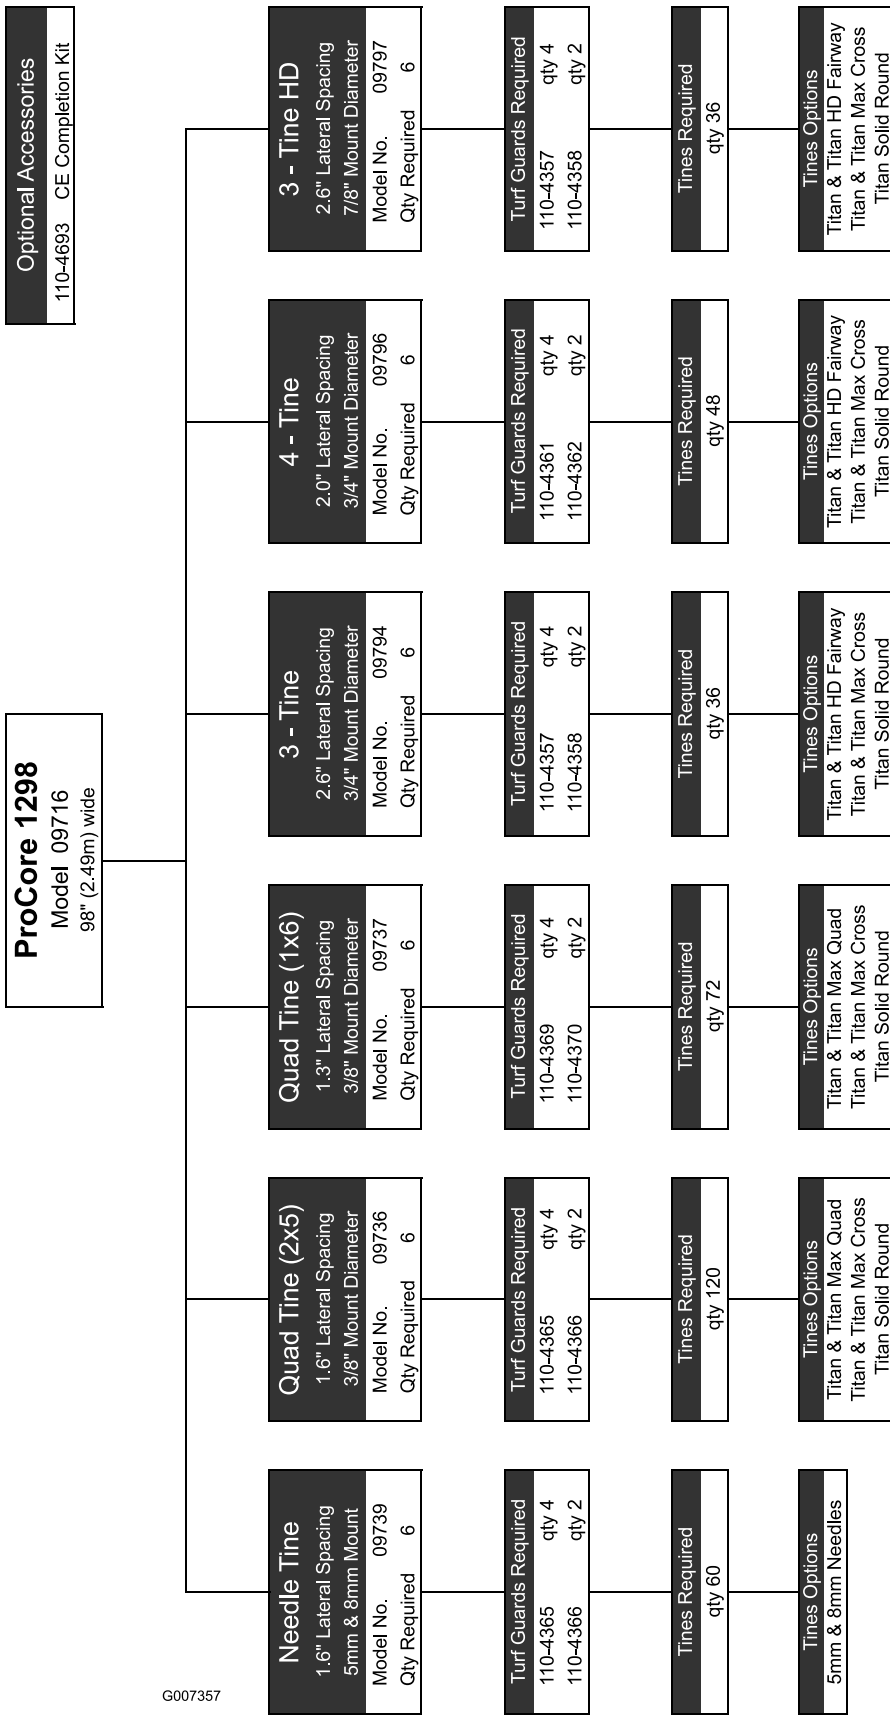 ProCore 1298
Model 09716
98" (2.49m) wide
Optional Accessories
110-4693 CE Completion Kit
Needle Tine
1.6" Lateral Spacing
5mm & 8mm Mount
Model No. 09739
Qty Required 6
Turf Guards Required
110-4365 qty 4
110-4366 qty 2
Tines Required
qty 60
Tines Options
5mm & 8mm Needles
Quad Tine (2x5)
1.6" Lateral Spacing
3/8" Mount Diameter
Model No. 09736
Qty Required 6
Turf Guards Required
110-4365 qty 4
110-4366 qty 2
Tines Required
qty 120
Tines Options
Titan & Titan Max Quad
Titan & Titan Max Cross
Titan Solid Round
Quad Tine (1x6)
1.3" Lateral Spacing
3/8" Mount Diameter
Model No. 09737
Qty Required 6
Turf Guards Required
110-4369 qty 4
110-4370 qty 2
Tines Required
qty 72
Tines Options
Titan & Titan Max Quad
Titan & Titan Max Cross
Titan Solid Round
3 - Tine
2.6" Lateral Spacing
3/4" Mount Diameter
Model No. 09794
Qty Required 6
Turf Guards Required
110-4357 qty 4
110-4358 qty 2
Tines Required
qty 36
Tines Options
Titan & Titan HD Fairway
Titan & Titan Max Cross
Titan Solid Round
4 - Tine
2.0" Lateral Spacing
3/4" Mount Diameter
Model No. 09796
Qty Required 6
Turf Guards Required
110-4361 qty 4
110-4362 qty 2
Tines Required
qty 48
Tines Options
Titan & Titan HD Fairway
Titan & Titan Max Cross
Titan Solid Round
3 - Tine HD
2.6" Lateral Spacing
7/8" Mount Diameter
Model No. 09797
Qty Required 6
Turf Guards Required
110-4357 qty 4
110-4358 qty 2
Tines Required
qty 36
Tines Options
Titan & Titan HD Fairway
Titan & Titan Max Cross
Titan Solid Round
G007357